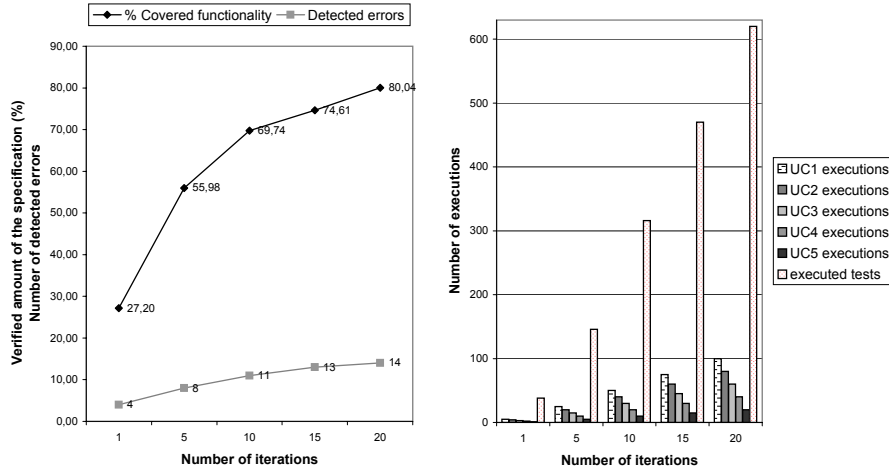 % Covered functionality
Detected errors
Verified amount of the specification (%)
Number of detected errors
90,00
80,00
70,00
60,00
50,00
40,00
30,00
20,00
10,00
0,00
27,20
55,98
69,74
74,61
80,04
4
8
11
13
14
1
5
10
15
20
Number of iterations
Number of executions
600
500
400
300
200
100
0
1
5
10
15
20
Number of iterations
UC1 executions
UC2 executions
UC3 executions
UC4 executions
UC5 executions
executed tests